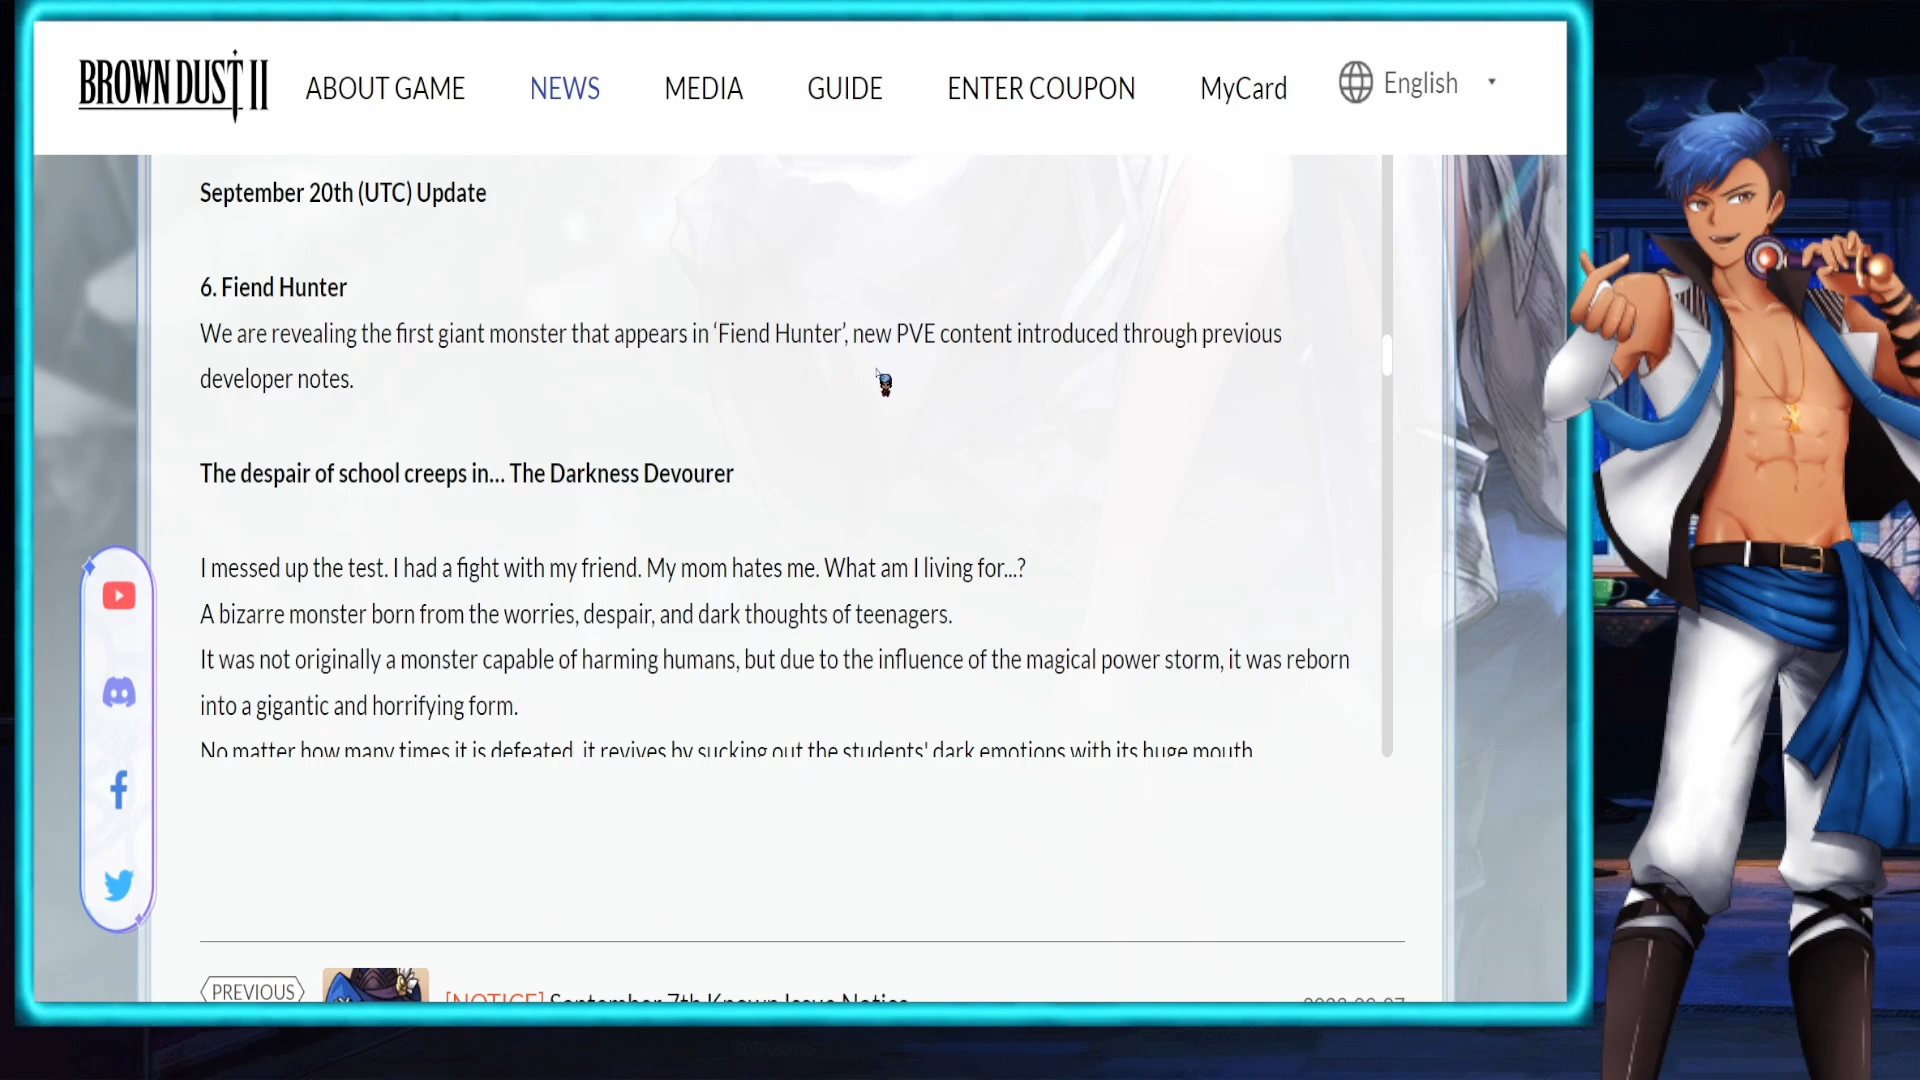 BROWN DUST II
ABOUT GAME
NEWS
MEDIA
GUIDE
ENTER COUPON
MyCard
English
September 20th (UTC) Update
6. Fiend Hunter
We are revealing the first giant monster that appears in ‘Fiend Hunter’, new PVE content introduced through previous
developer notes.
The despair of school creeps in... The Darkness Devourer
I messed up the test. I had a fight with my friend. My mom hates me. What am I living for...?
A bizarre monster born from the worries, despair, and dark thoughts of teenagers.
It was not originally a monster capable of harming humans, but due to the influence of the magical power storm, it was reborn
into a gigantic and horrifying form.
No matter how many times it is defeated, it revives by sucking out the students' dark emotions with its huge mouth
PREVIOUS
[NOTICE] September 7th Known Issue Notice